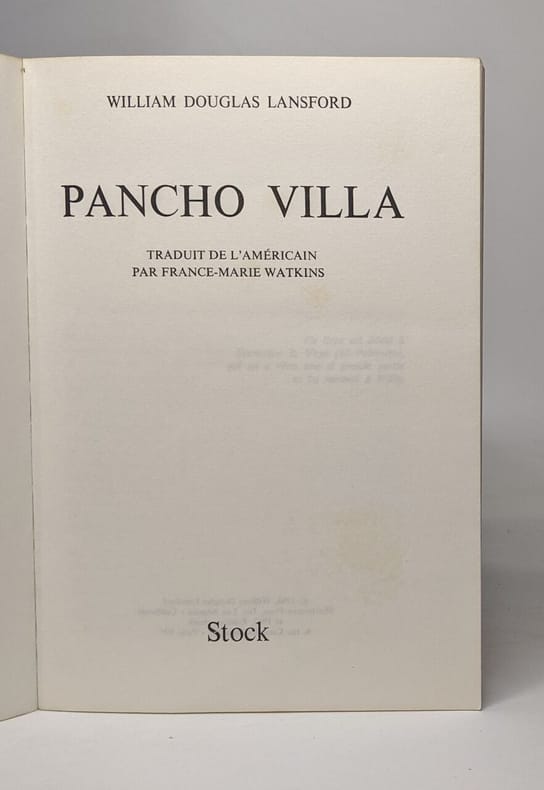 WILLIAM DOUGLAS LANSFORD
PANCHO VILLA
TRADUIT DE L'AMÉRICAIN
PAR FRANCE-MARIE WATKINS
Stock